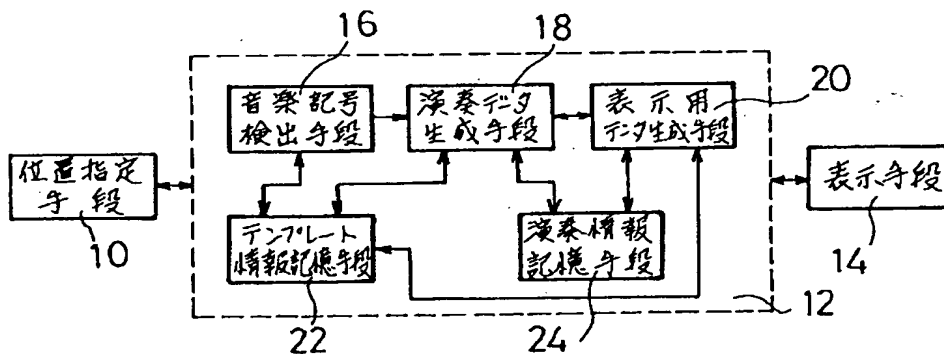 16
18
20
音楽記号
検出手段
演奏データ
生成手段
表示用
データ生成手段
位置指定
手段
10
表示手段
14
テンプレート
情報記憶手段
22
演奏情報
記憶手段
24
12